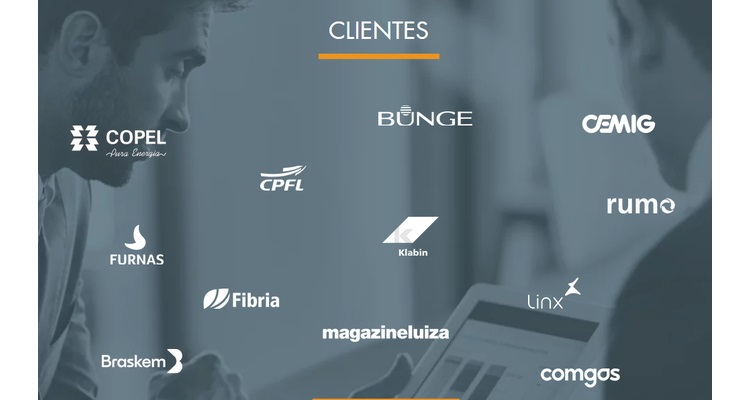 CLIENTES
BUNGE
CEMIG
COPEL
Pura Energia
CPFL
rumo
Klabin
FURNAS
Fibria
linx
magazineluiza
Braskem
comgas